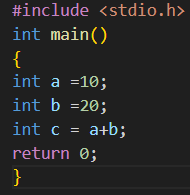 #include <stdio.h>
int main()
{
int a =10;
int b =20;
int c = a+b;
return 0;
}